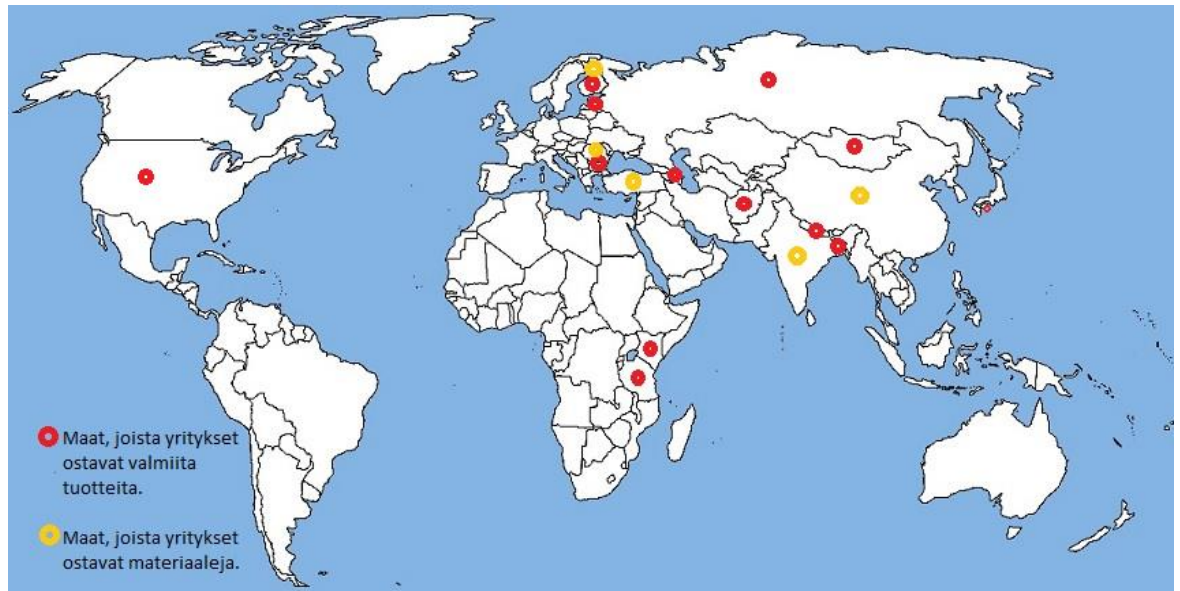 Maat, joista yritykset
ostavat valmiita
tuotteita.
Maat, joista yritykset
ostavat materiaaleja.